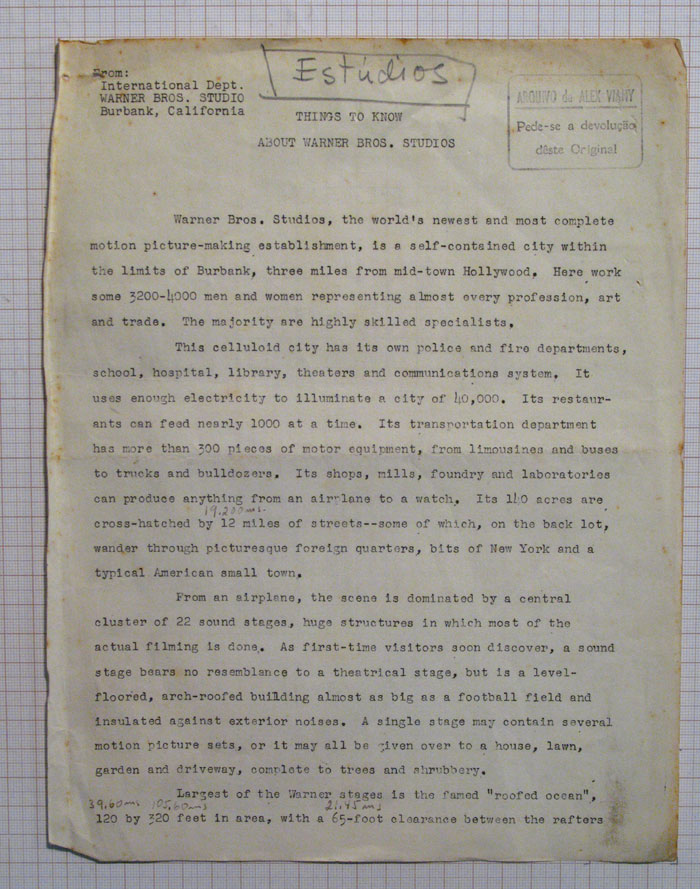 From:
International Dept.
WARNER BROS. STUDIO
Burbank, California
Estúdios
ARQUIVO de ALEX VIANY
Pede-se a devolução
dêste Original
THINGS TO KNOW
ABOUT WARNER BROS. STUDIOS
Warner Bros. Studios, the world's newest and most complete
motion picture-making establishment, is a self-contained city within
the limits of Burbank, three miles from mid-town Hollywood. Here work
some 3200-4000 men and women representing almost every profession, art
and trade. The majority are highly skilled specialists.
This celluloid city has its own police and fire departments,
school, hospital, library, theaters and communications system. It
uses enough electricity to illuminate a city of 40,000. Its restaur-
ants can feed nearly 1000 at a time. Its transportation department
has more than 300 pieces of motor equipment, from limousines and buses
to trucks and bulldozers. Its shops, mills, foundry and laboratories
can produce anything from an airplane to a watch. Its 140 acres are
19.200 ms.
cross-hatched by 12 miles of streets--some of which, on the back lot,
wander through picturesque foreign quarters, bits of New York and a
typical American small town.
From an airplane, the scene is dominated by a central
cluster of 22 sound stages, huge structures in which most of the
actual filming is done. As first-time visitors soon discover, a sound
stage bears no resemblance to a theatrical stage, but is a level-
floored, arch-roofed building almost as big as a football field and
insulated against exterior noises. A single stage may contain several
motion picture sets, or it may all be given over to a house, lawn,
garden and driveway, complete to trees and shrubbery.
Largest of the Warner stages is the famed "roofed ocean",
39.60 ms 105.60 ms 21.45 ms
120 by 320 feet in area, with a 65-foot clearance between the rafters